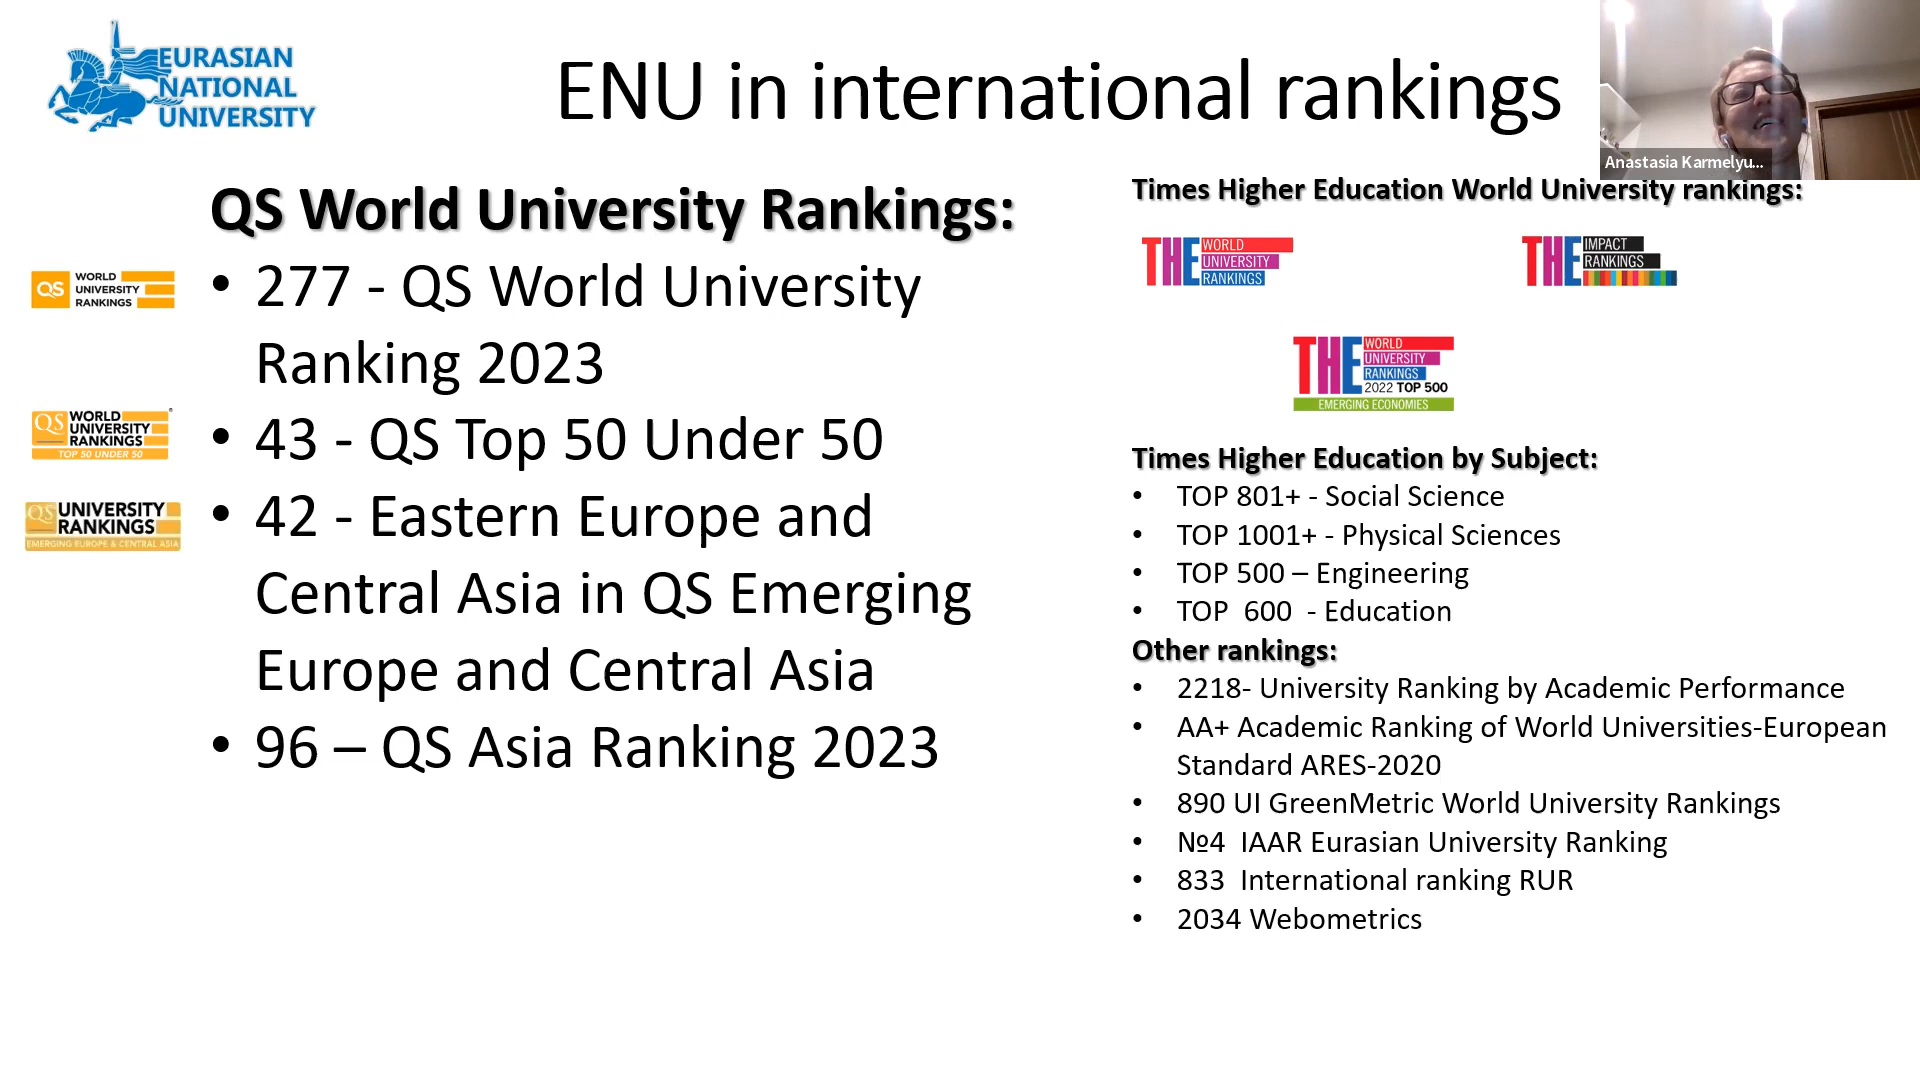 EURASIAN
NATIONAL
UNIVERSITY
ENU in international rankings
Anastasia Karmelyu...
QS World University Rankings:
QS WORLD
UNIVERSITY
RANKINGS
• 277 - QS World University
Ranking 2023
QS WORLD
UNIVERSITY
RANKINGS
TOP 50 UNDER 50
• 43 - QS Top 50 Under 50
QS UNIVERSITY
RANKINGS
EMERGING EUROPE & CENTRAL ASIA
• 42 - Eastern Europe and
Central Asia in QS Emerging
Europe and Central Asia
• 96 – QS Asia Ranking 2023
Times Higher Education World University rankings:
THE WORLD
UNIVERSITY
RANKINGS
THE IMPACT
RANKINGS
THE WORLD
UNIVERSITY
RANKINGS
2022 TOP 500
EMERGING ECONOMIES
Times Higher Education by Subject:
• TOP 801+ - Social Science
• TOP 1001+ - Physical Sciences
• TOP 500 – Engineering
• TOP  600  - Education
Other rankings:
• 2218- University Ranking by Academic Performance
• AA+ Academic Ranking of World Universities-European
Standard ARES-2020
• 890 UI GreenMetric World University Rankings
• №4  IAAR Eurasian University Ranking
• 833  International ranking RUR
• 2034 Webometrics